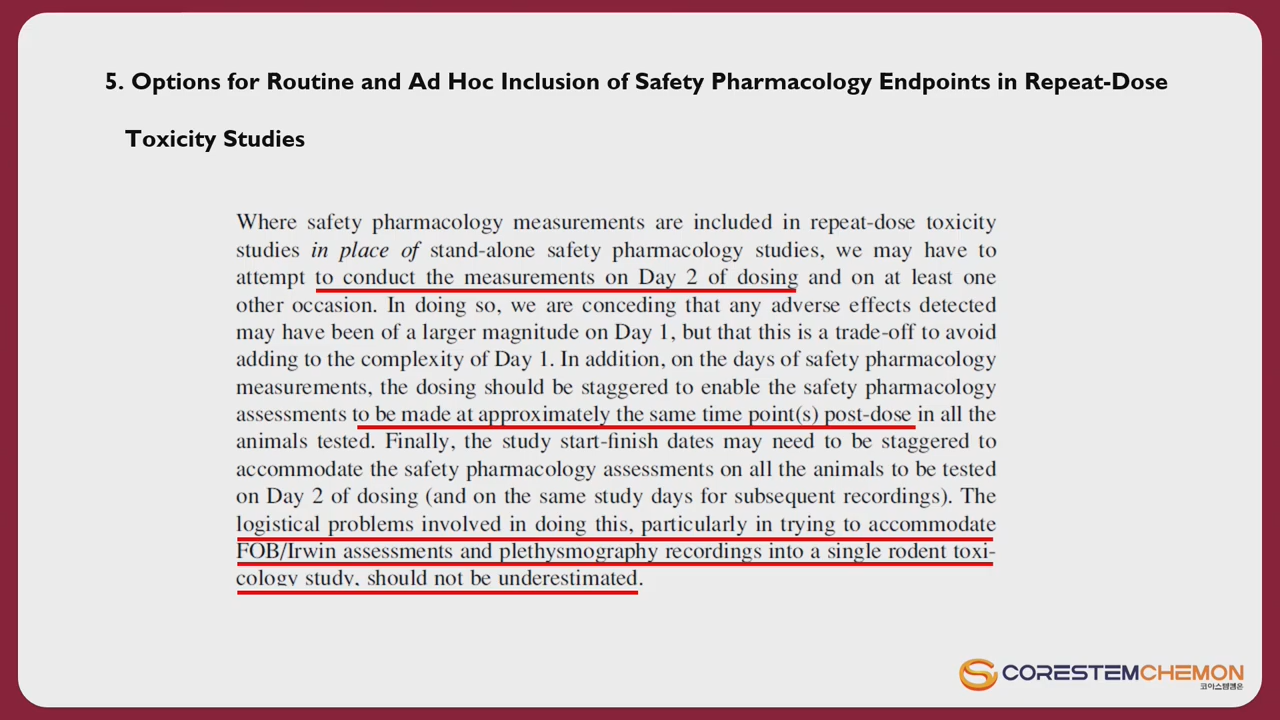 5. Options for Routine and Ad Hoc Inclusion of Safety Pharmacology Endpoints in Repeat-Dose
Toxicity Studies
Where safety pharmacology measurements are included in repeat-dose toxicity
studies in place of stand-alone safety pharmacology studies, we may have to
attempt to conduct the measurements on Day 2 of dosing and on at least one
other occasion. In doing so, we are conceding that any adverse effects detected
may have been of a larger magnitude on Day 1, but that this is a trade-off to avoid
adding to the complexity of Day 1. In addition, on the days of safety pharmacology
measurements, the dosing should be staggered to enable the safety pharmacology
assessments to be made at approximately the same time point(s) post-dose in all the
animals tested. Finally, the study start-finish dates may need to be staggered to
accommodate the safety pharmacology assessments on all the animals to be tested
on Day 2 of dosing (and on the same study days for subsequent recordings). The
logistical problems involved in doing this, particularly in trying to accommodate
FOB/Irwin assessments and plethysmography recordings into a single rodent toxi-
cology study, should not be underestimated.
CORESTEMCHEMON
코아스템켐온